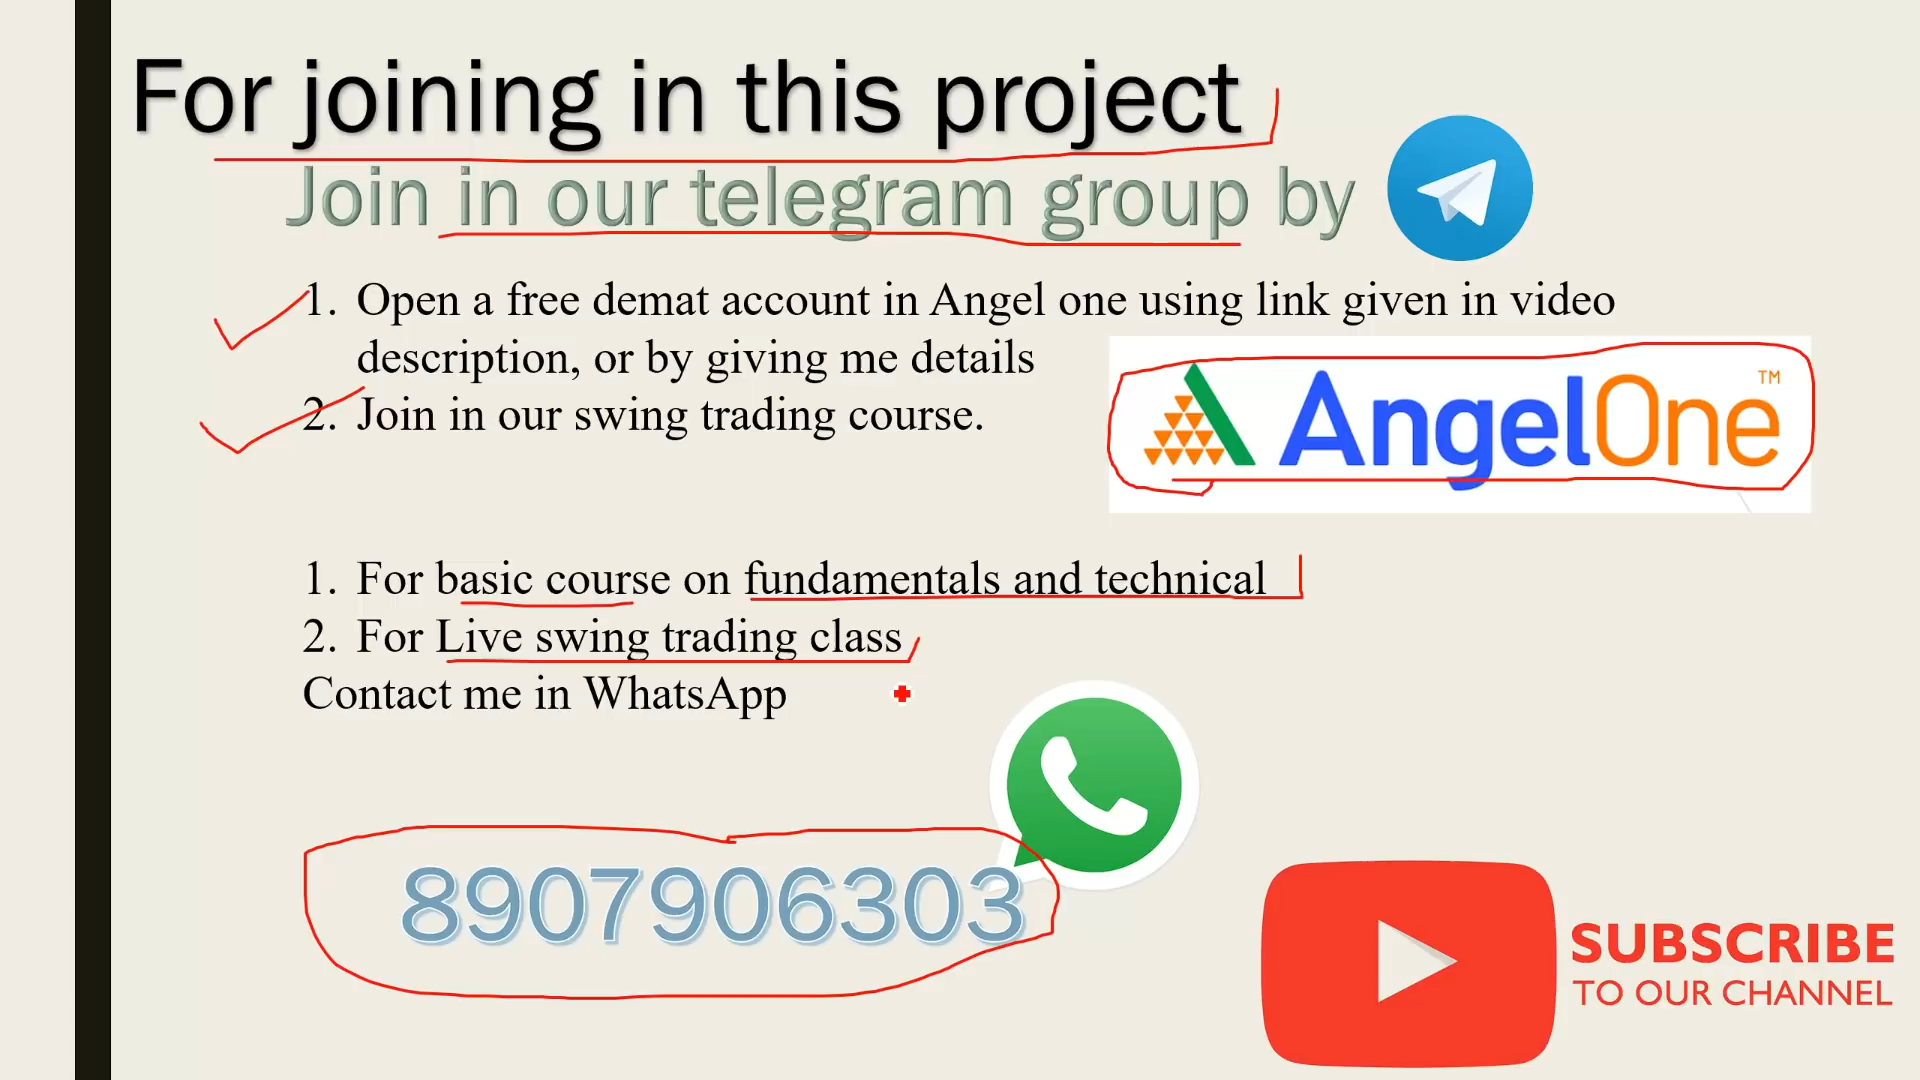 For joining in this project
Join in our telegram group by
1. Open a free demat account in Angel one using link given in video
description, or by giving me details
2. Join in our swing trading course.
AngelOne™
1. For basic course on fundamentals and technical
2. For Live swing trading class
Contact me in WhatsApp
8907906303
SUBSCRIBE
TO OUR CHANNEL